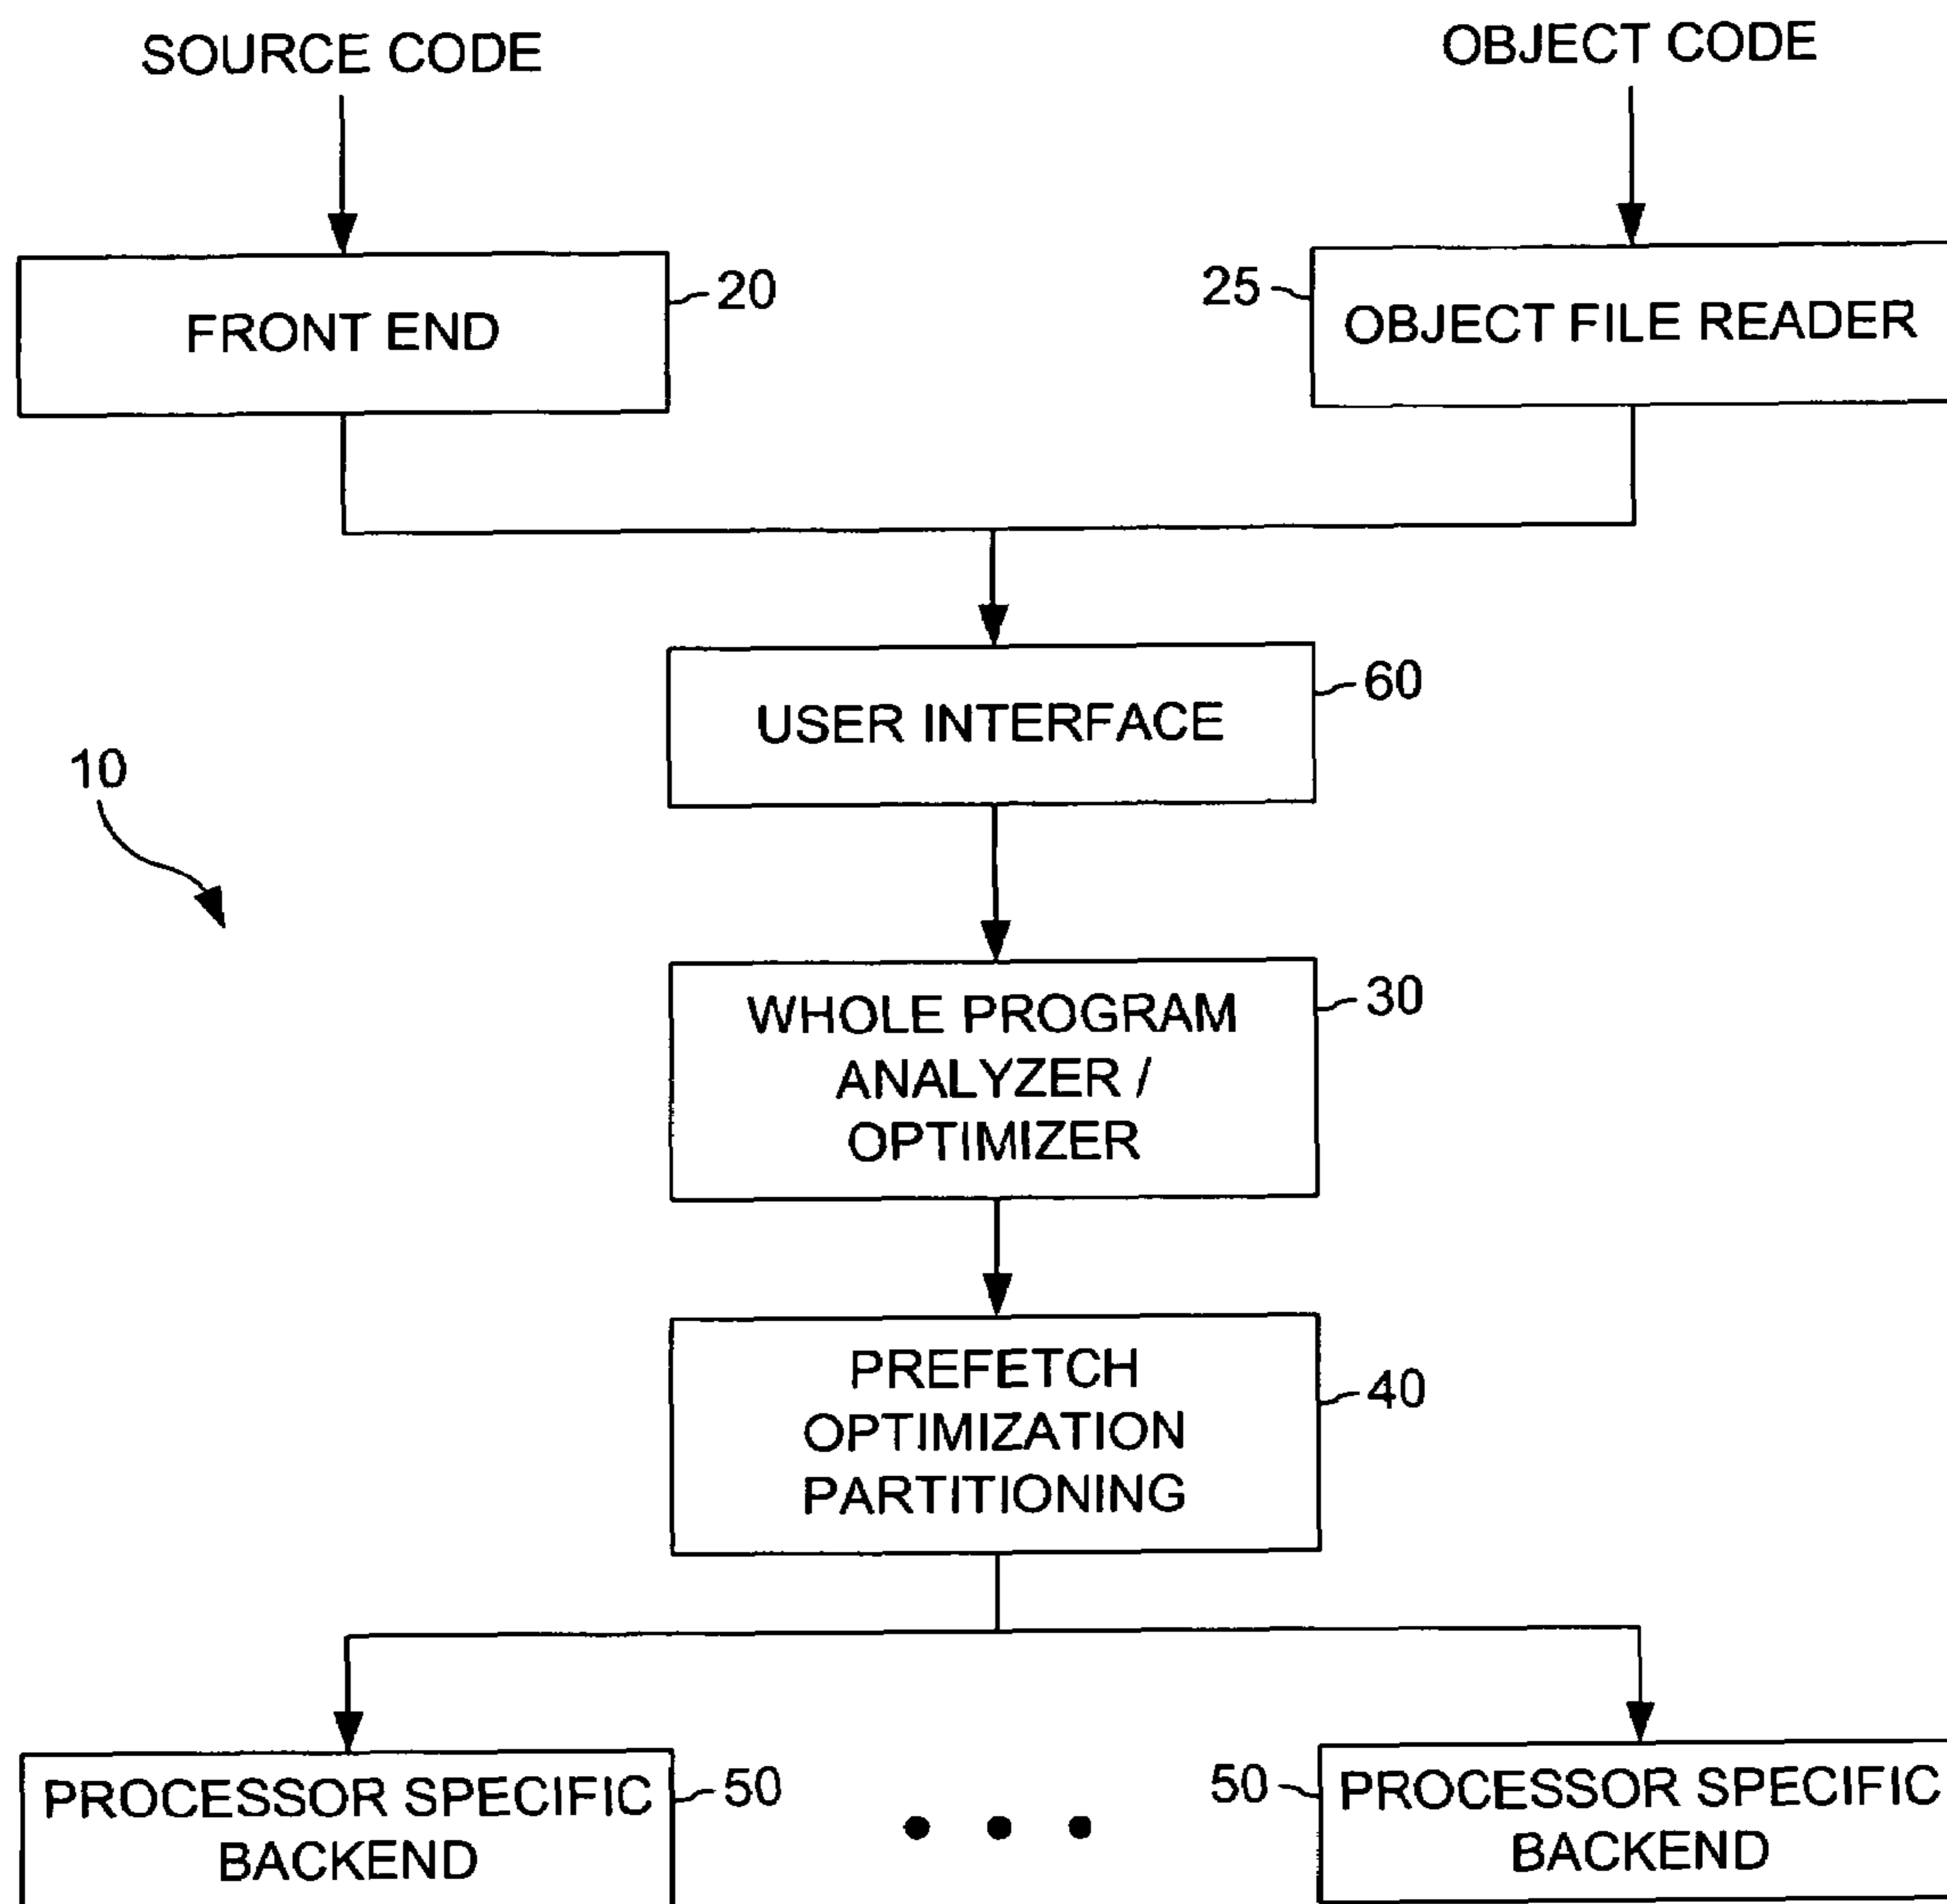 SOURCE CODE
OBJECT CODE
FRONT END
20
25
OBJECT FILE READER
USER INTERFACE
60
10
WHOLE PROGRAM
ANALYZER /
OPTIMIZER
30
PREFETCH
OPTIMIZATION
PARTITIONING
40
PROCESSOR SPECIFIC
BACKEND
50
50
PROCESSOR SPECIFIC
BACKEND